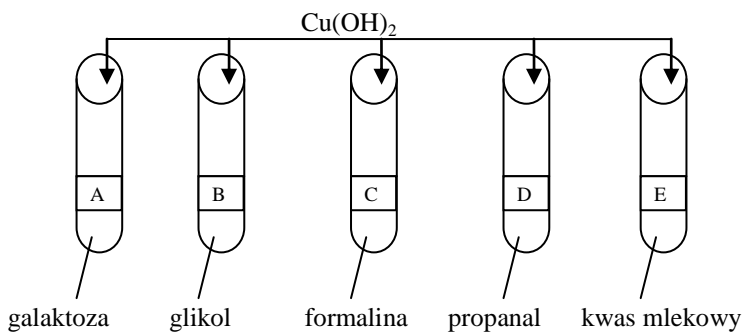 Cu(OH)₂
A B C D E
galaktoza glikol formalina propanal kwas mlekowy